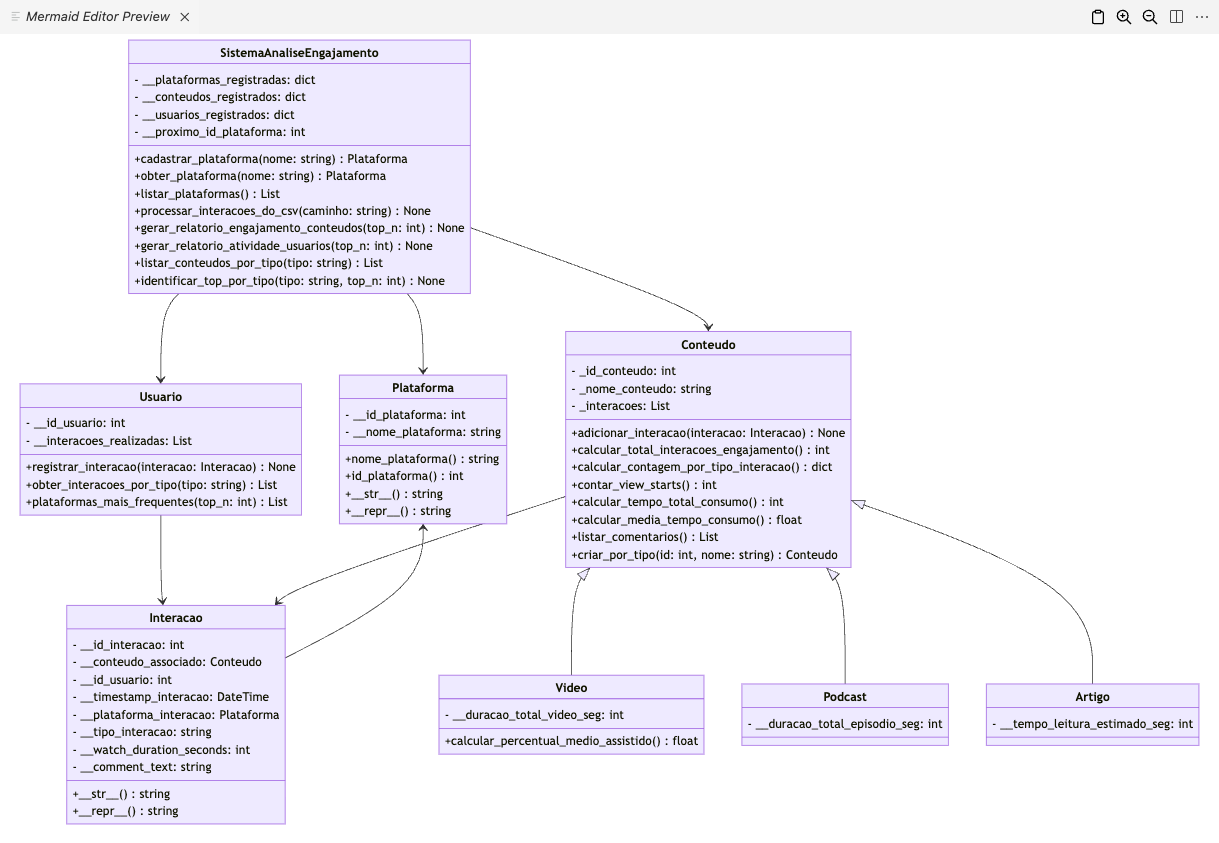 Mermaid Editor Preview
SistemaAnaliseEngajamento
- __plataformas_registradas: dict
- __conteudos_registrados: dict
- __usuarios_registrados: dict
- __proximo_id_plataforma: int
+cadastrar_plataforma(nome: string) : Plataforma
+obter_plataforma(nome: string) : Plataforma
+listar_plataformas() : List
+processar_interacoes_do_csv(caminho: string) : None
+gerar_relatorio_engajamento_conteudos(top_n: int) : None
+gerar_relatorio_atividade_usuarios(top_n: int) : None
+listar_conteudos_por_tipo(tipo: string) : List
+identificar_top_por_tipo(tipo: string, top_n: int) : None
Usuario
- __id_usuario: int
- __interacoes_realizadas: List
+registrar_interacao(interacao: Interacao) : None
+obter_interacoes_por_tipo(tipo: string) : List
+plataformas_mais_frequentes(top_n: int) : List
Plataforma
- __id_plataforma: int
- __nome_plataforma: string
+nome_plataforma() : string
+id_plataforma() : int
+__str__() : string
+__repr__() : string
Conteudo
- _id_conteudo: int
- _nome_conteudo: string
- _interacoes: List
+adicionar_interacao(interacao: Interacao) : None
+calcular_total_interacoes_engajamento() : int
+calcular_contagem_por_tipo_interacao() : dict
+contar_view_starts() : int
+calcular_tempo_total_consumo() : int
+calcular_media_tempo_consumo() : float
+listar_comentarios() : List
+criar_por_tipo(id: int, nome: string) : Conteudo
Interacao
- __id_interacao: int
- __conteudo_associado: Conteudo
- __id_usuario: int
- __timestamp_interacao: DateTime
- __plataforma_interacao: Plataforma
- __tipo_interacao: string
- __watch_duration_seconds: int
- __comment_text: string
+__str__() : string
+__repr__() : string
Video
- __duracao_total_video_seg: int
+calcular_percentual_medio_assistido() : float
Podcast
- __duracao_total_episodio_seg: int
Artigo
- __tempo_leitura_estimado_seg: int